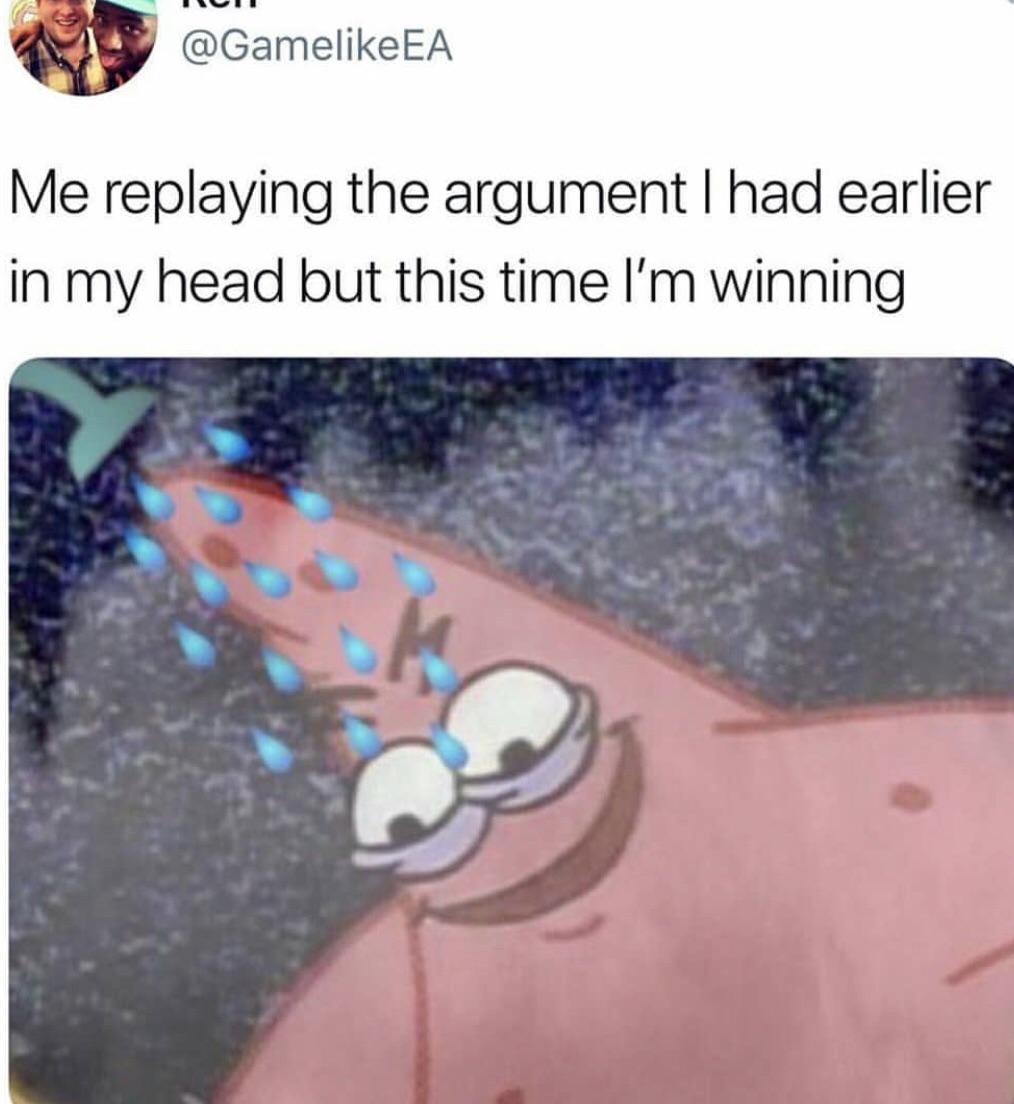 @GamelikeEA
Me replaying the argument I had earlier
in my head but this time I'm winning